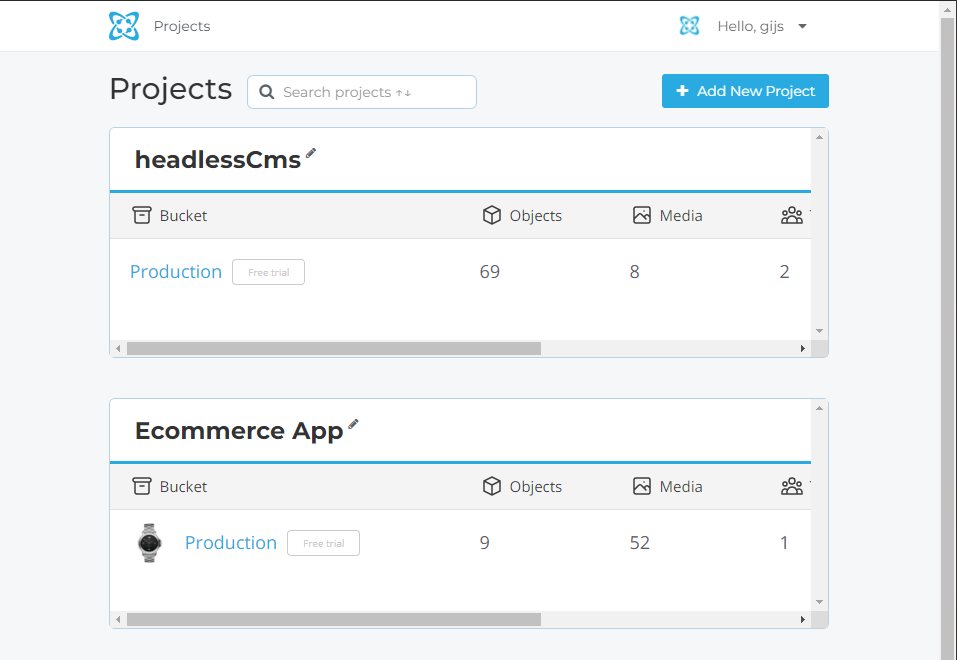 Projects
Hello, gijs
Projects
Search projects ↑↓
+ Add New Project
headlessCms
Bucket Objects Media
Production Free trial 69 8 2
Ecommerce App
Bucket Objects Media
Production Free trial 9 52 1